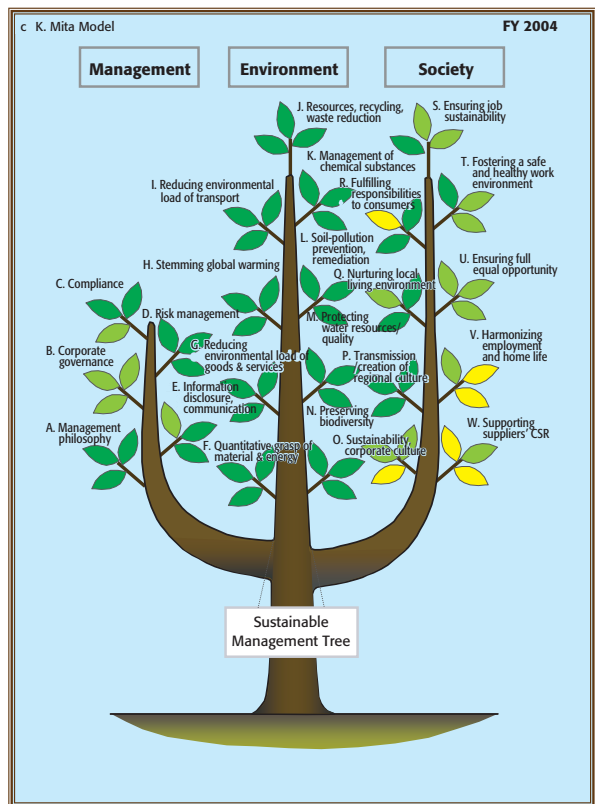 c K. Mita Model
FY 2004
Management
Environment
Society
J. Resources, recycling,
waste reduction
S. Ensuring job
sustainability
K. Management of
chemical substances
T. Fostering a safe
and healthy work
environment
I. Reducing environmental
load of transport
R. Fulfilling
responsibilities
to consumers
L. Soil-pollution
prevention,
remediation
H. Stemming global warming
Q. Nurturing local
living environment
U. Ensuring full
equal opportunity
C. Compliance
D. Risk management
M. Protecting
water resources/
quality
V. Harmonizing
employment
and home life
B. Corporate
governance
G. Reducing
environmental load of
goods & services
P. Transmission
/creation of
regional culture
E. Information
disclosure,
communication
N. Preserving
biodiversity
W. Supporting
suppliers' CSR
A. Management
philosophy
F. Quantitative grasp of
material & energy
O. Sustainability,
corporate culture
Sustainable
Management Tree